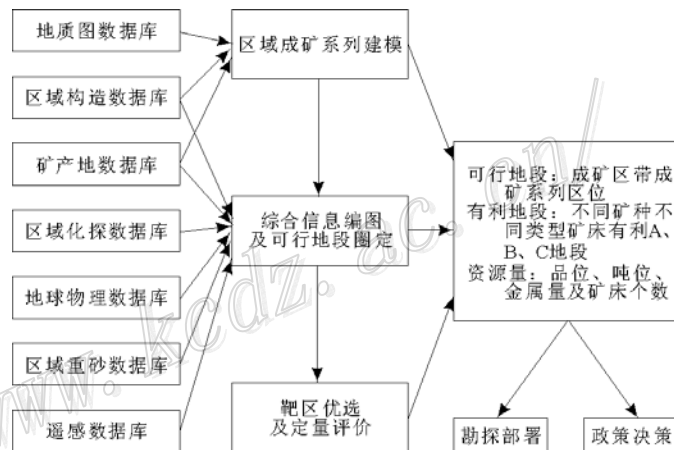 地质图数据库
区域构造数据库
矿产地数据库
区域化探数据库
地球物理数据库
区域重砂数据库
遥感数据库
区域成矿系列建模
综合信息编图
及可行地段圈定
靶区优选
及定量评价
可行地段：成矿区带成
矿系列区位
有利地段：不同矿种不
同类型矿床有利A、
B、C地段
资源量：品位、吨位、
金属量及矿床个数
勘探部署
政策决策
www.kcdz.ac.cn/